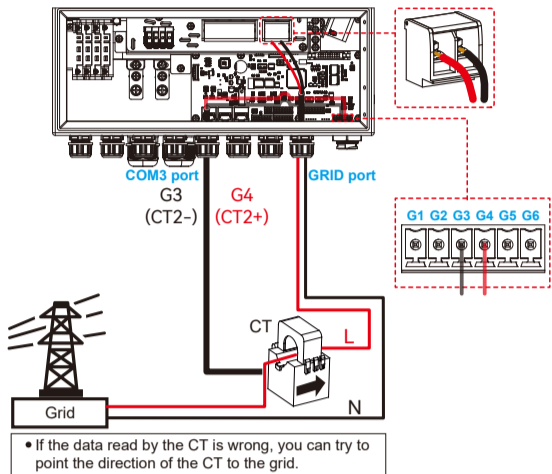 COM3 port
GRID port
G3
(CT2-)
G4
(CT2+)
G1 G2 G3 G4 G5 G6
CT
L
N
Grid
• If the data read by the CT is wrong, you can try to
point the direction of the CT to the grid.